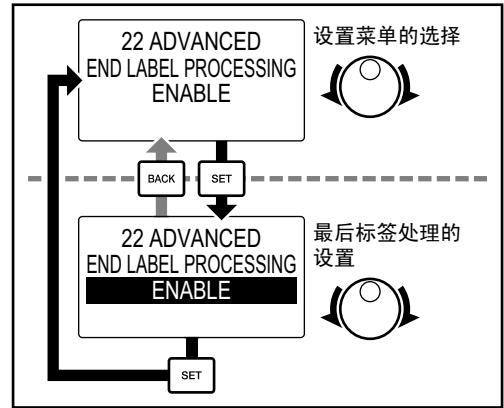 22 ADVANCED
END LABEL PROCESSING
ENABLE
设置菜单的选择
BACK
SET
22 ADVANCED
END LABEL PROCESSING
ENABLE
最后标签处理的
设置
SET